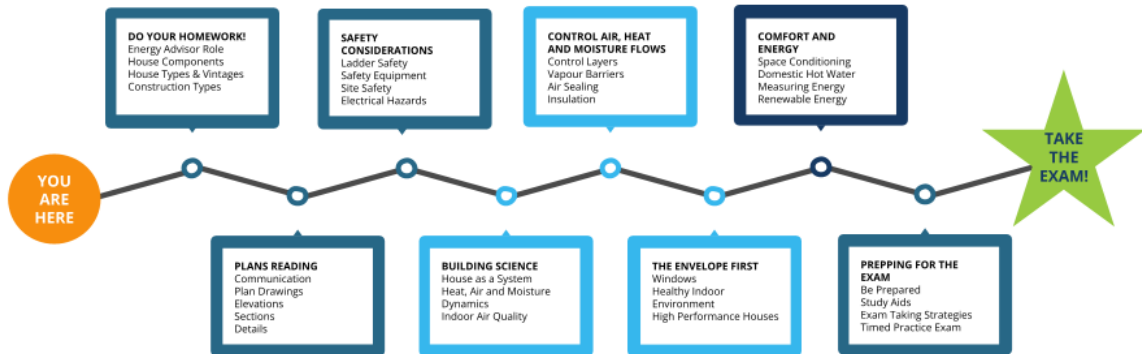 YOU
ARE
HERE
DO YOUR HOMEWORK!
Energy Advisor Role
House Components
House Types & Vintages
Construction Types
PLANS READING
Communication
Plan Drawings
Elevations
Sections
Details
SAFETY
CONSIDERATIONS
Ladder Safety
Safety Equipment
Site Safety
Electrical Hazards
BUILDING SCIENCE
House as a System
Heat, Air and Moisture
Dynamics
Indoor Air Quality
CONTROL AIR, HEAT
AND MOISTURE FLOWS
Control Layers
Vapour Barriers
Air Sealing
Insulation
THE ENVELOPE FIRST
Windows
Healthy Indoor
Environment
High Performance Houses
COMFORT AND
ENERGY
Space Conditioning
Domestic Hot Water
Measuring Energy
Renewable Energy
PREPPING FOR THE
EXAM
Be Prepared
Study Aids
Exam Taking Strategies
Timed Practice Exam
TAKE
THE
EXAM!